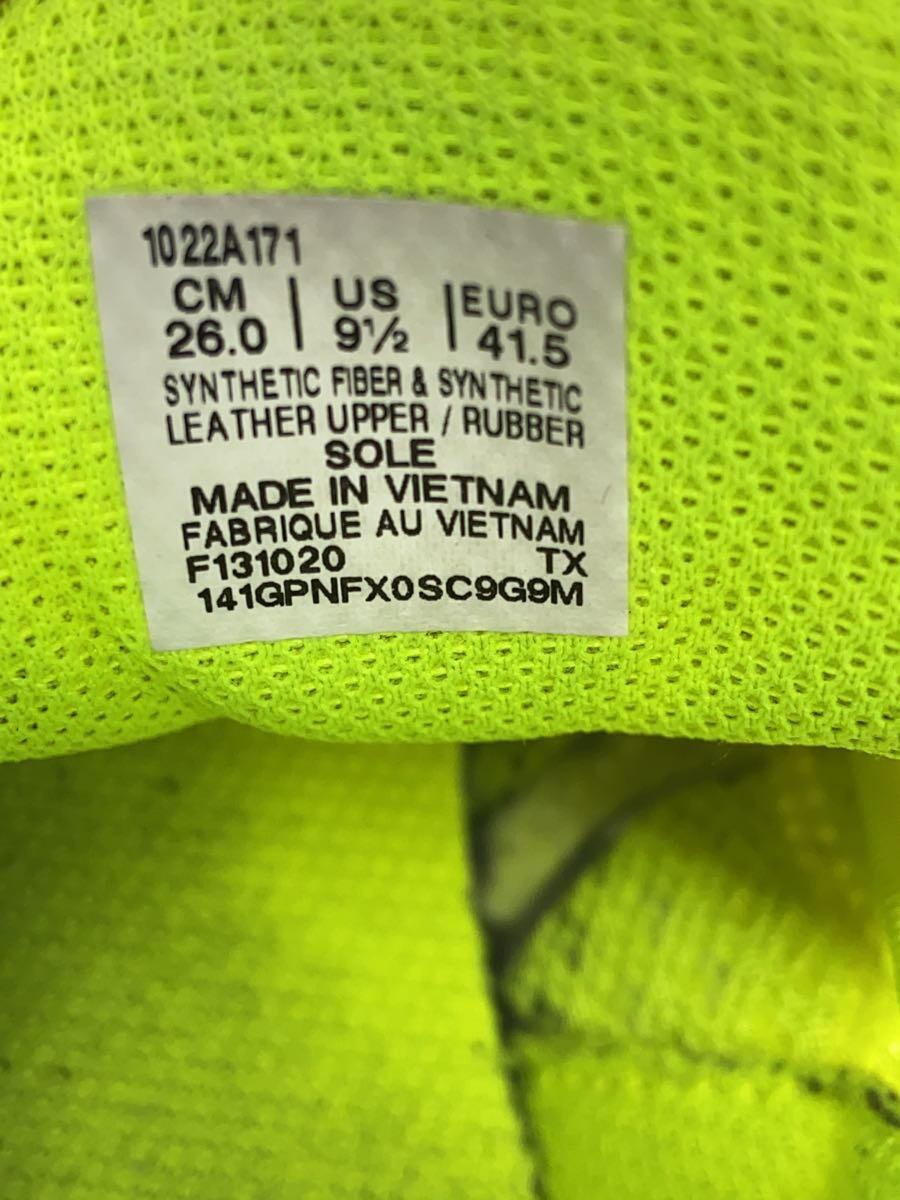 1022A171
CM | US | EURO
26.0 | 9½ | 41.5
SYNTHETIC FIBER & SYNTHETIC
LEATHER UPPER / RUBBER
SOLE
MADE IN VIETNAM
FABRIQUE AU VIETNAM
F131020 TX
141GPNFX0SC9G9M